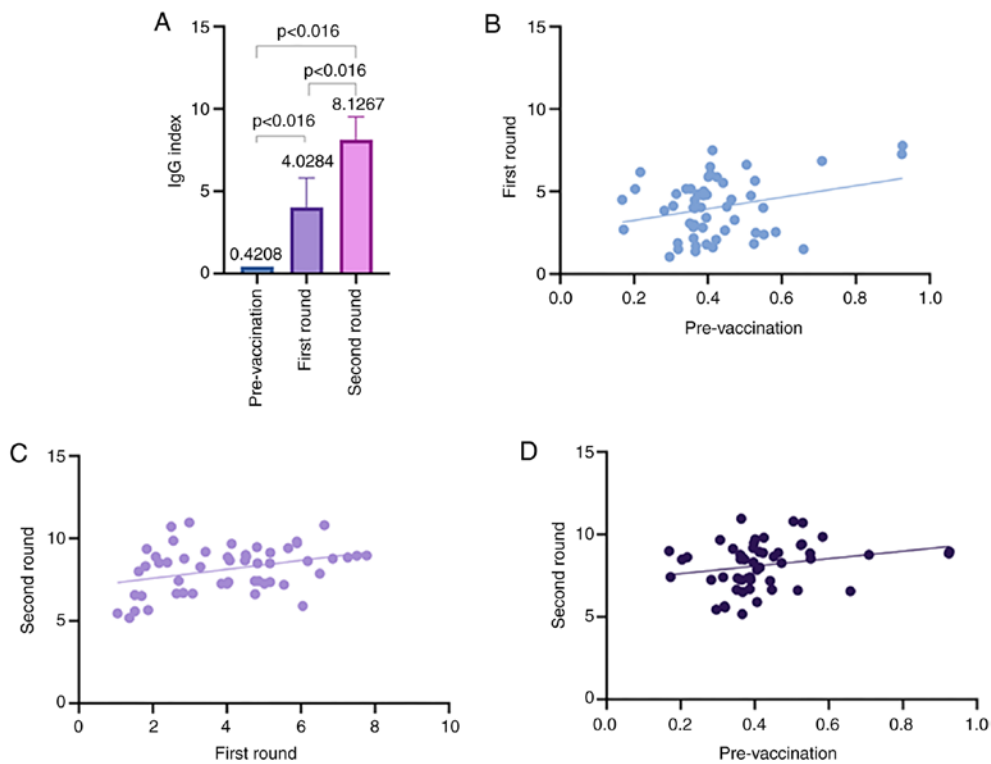 A
15
10
5
0
IgG index
p<0.016
p<0.016
p<0.016
8.1267
4.0284
0.4208
Pre-vaccination
First round
Second round
B
15
10
5
0
First round
0.0 0.2 0.4 0.6 0.8 1.0
Pre-vaccination
C
15
10
5
0
Second round
0 2 4 6 8 10
First round
D
15
10
5
0
Second round
0.0 0.2 0.4 0.6 0.8 1.0
Pre-vaccination